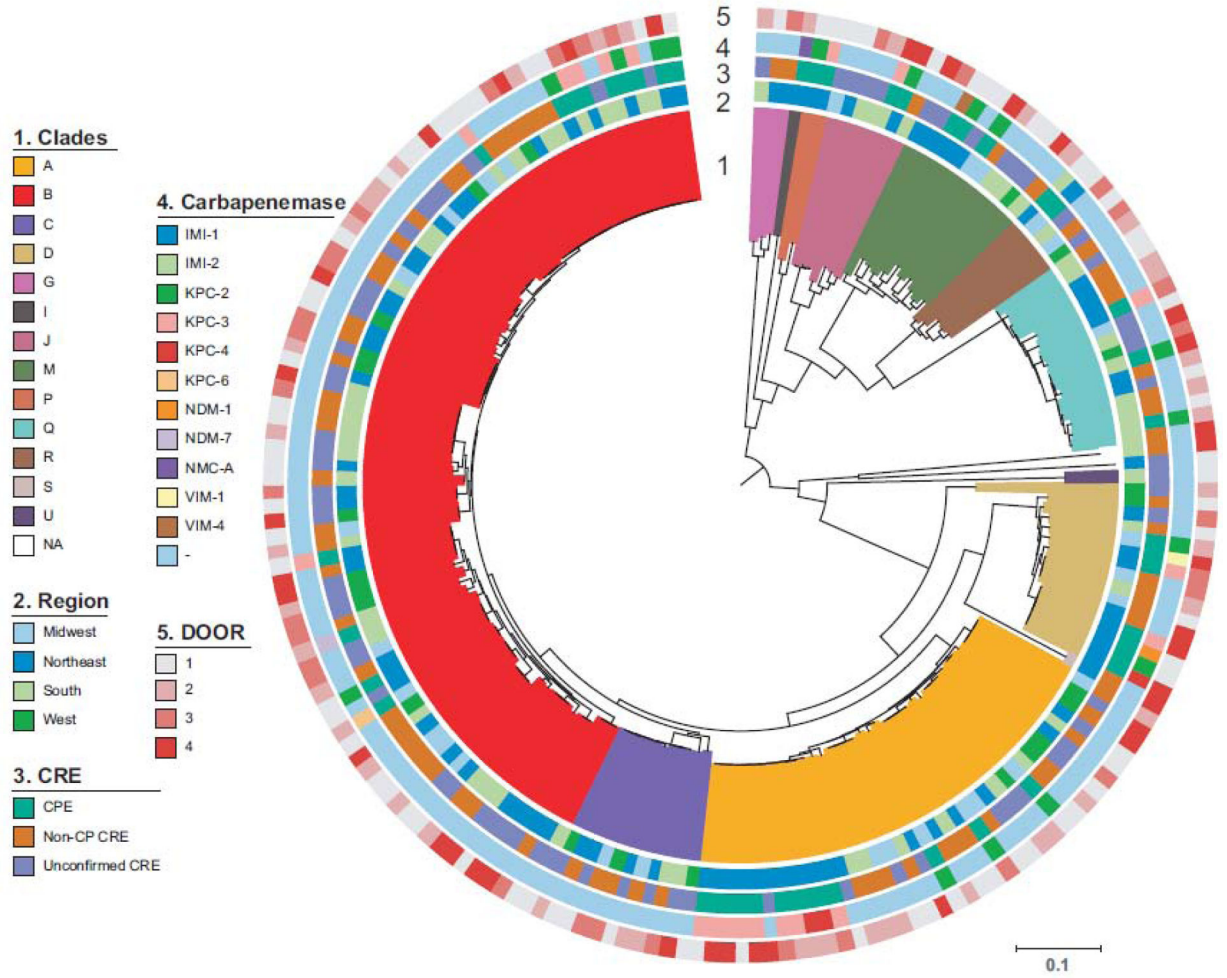 5
4
3
2
1
1. Clades
A
B
C
D
G
I
J
M
P
Q
R
S
U
NA
2. Region
Midwest
Northeast
South
West
3. CRE
CPE
Non-CP CRE
Unconfirmed CRE
4. Carbapenemase
IMI-1
IMI-2
KPC-2
KPC-3
KPC-4
KPC-6
NDM-1
NDM-7
NMC-A
VIM-1
VIM-4
-
5. DOOR
1
2
3
4
0.1